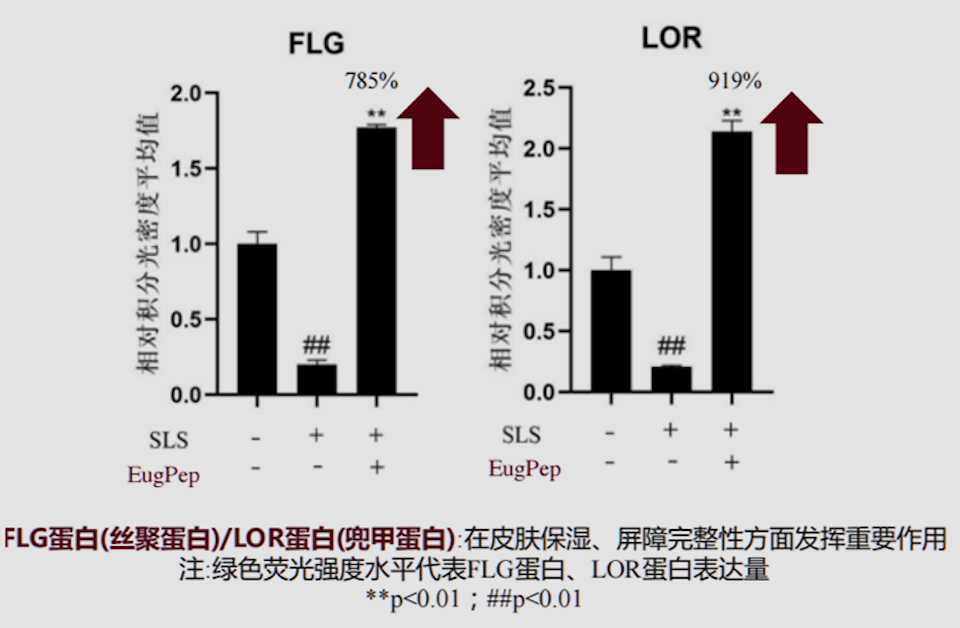 FLG
LOR
785%
919%
**
**
2.0
1.5
1.0
0.5
0.0
相对积分光密度平均值
##
2.5
2.0
1.5
1.0
0.5
0.0
相对积分光密度平均值
##
SLS - + +
EugPep - - +
SLS - + +
EugPep - - +
FLG蛋白(丝聚蛋白)/LOR蛋白(兜甲蛋白):在皮肤保湿、屏障完整性方面发挥重要作用
注:绿色荧光强度水平代表FLG蛋白、LOR蛋白表达量
**p<0.01；##p<0.01